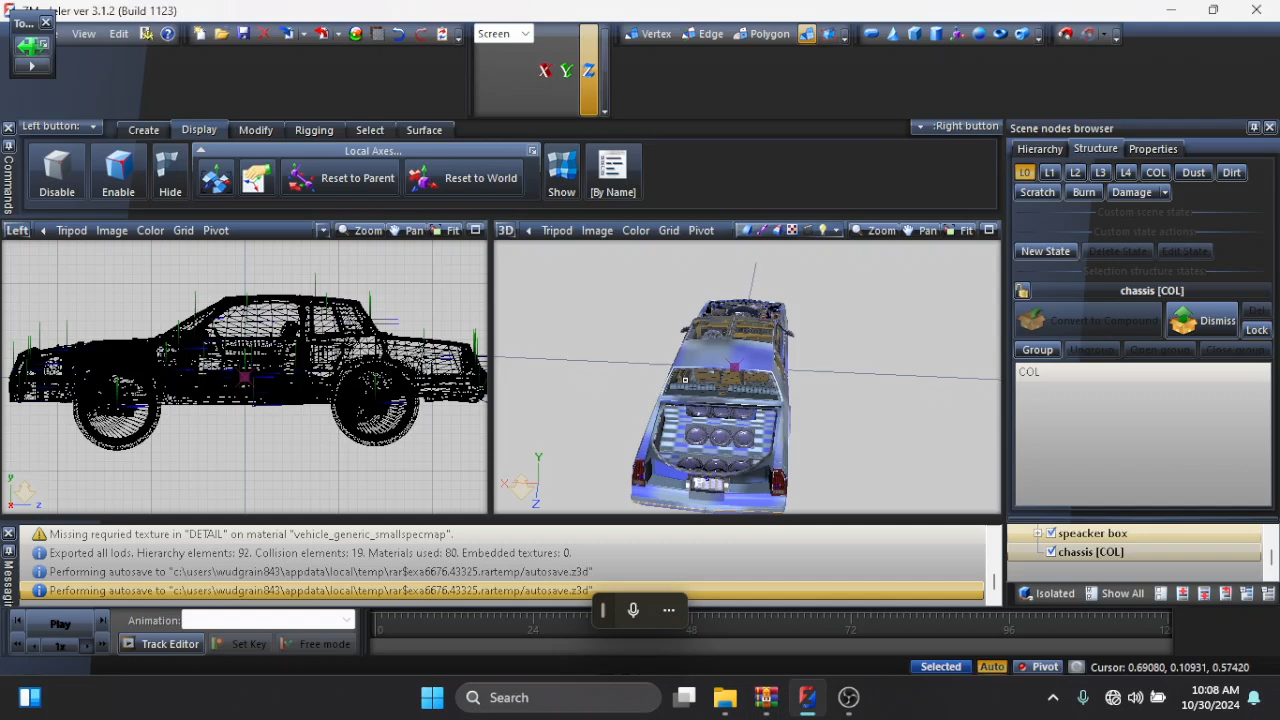 ZModeler ver 3.1.2 (Build 1123)
To...
View Edit
Screen
X Y Z
Vertex Edge Polygon
Left button:
:Right button
Scene nodes browser
Create Display Modify Rigging Select Surface
Hierarchy Structure Properties
Commands
Local Axes...
Disable Enable Hide Reset to Parent Reset to World Show [By Name]
L0 L1 L2 L3 L4 COL Dust Dirt
Scratch Burn Damage
Custom scene state:
Custom state actions:
New State Delete State Edit State
Selection structure states:
chassis [COL]
Convert to Compound Dismiss Del
Lock
Group Ungroup Open group Close group
COL
Left Tripod Image Color Grid Pivot Zoom Pan Fit
3D Tripod Image Color Grid Pivot Zoom Pan Fit
y
x z
Y
X
Z
speacker box
chassis [COL]
Isolated Show All
Messagin
Missing requried texture in "DETAIL" on material "vehicle_generic_smallspecmap".
Exported all lods. Hierarchy elements: 92. Collision elements: 19. Materials used: 80. Embedded textures: 0.
Performing autosave to "c:\users\wudgrain843\appdata\local\temp\rar$exa6676.43325.rartemp/autosave.z3d"
Performing autosave to "c:\users\wudgrain843\appdata\local\temp\rar$exa6676.43325.rartemp/autosave.z3d"
Play Animation:
1x Track Editor Set Key Free mode
0 24 48 72 96 12
Selected Auto Pivot Cursor: 0.69080, 0.10931, 0.57420
Search
10:08 AM
10/30/2024